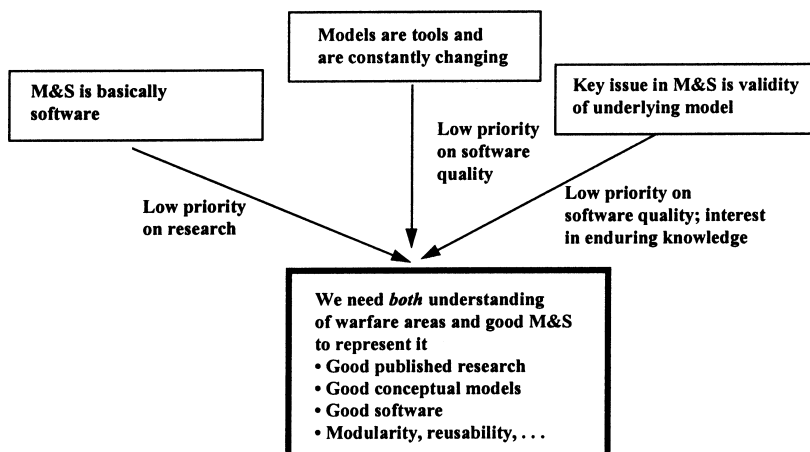 Models are tools and
are constantly changing
M&S is basically
software
Key issue in M&S is validity
of underlying model
Low priority
on software
quality
Low priority
on research
Low priority on
software quality; interest
in enduring knowledge
We need both understanding
of warfare areas and good M&S
to represent it
• Good published research
• Good conceptual models
• Good software
• Modularity, reusability, . . .